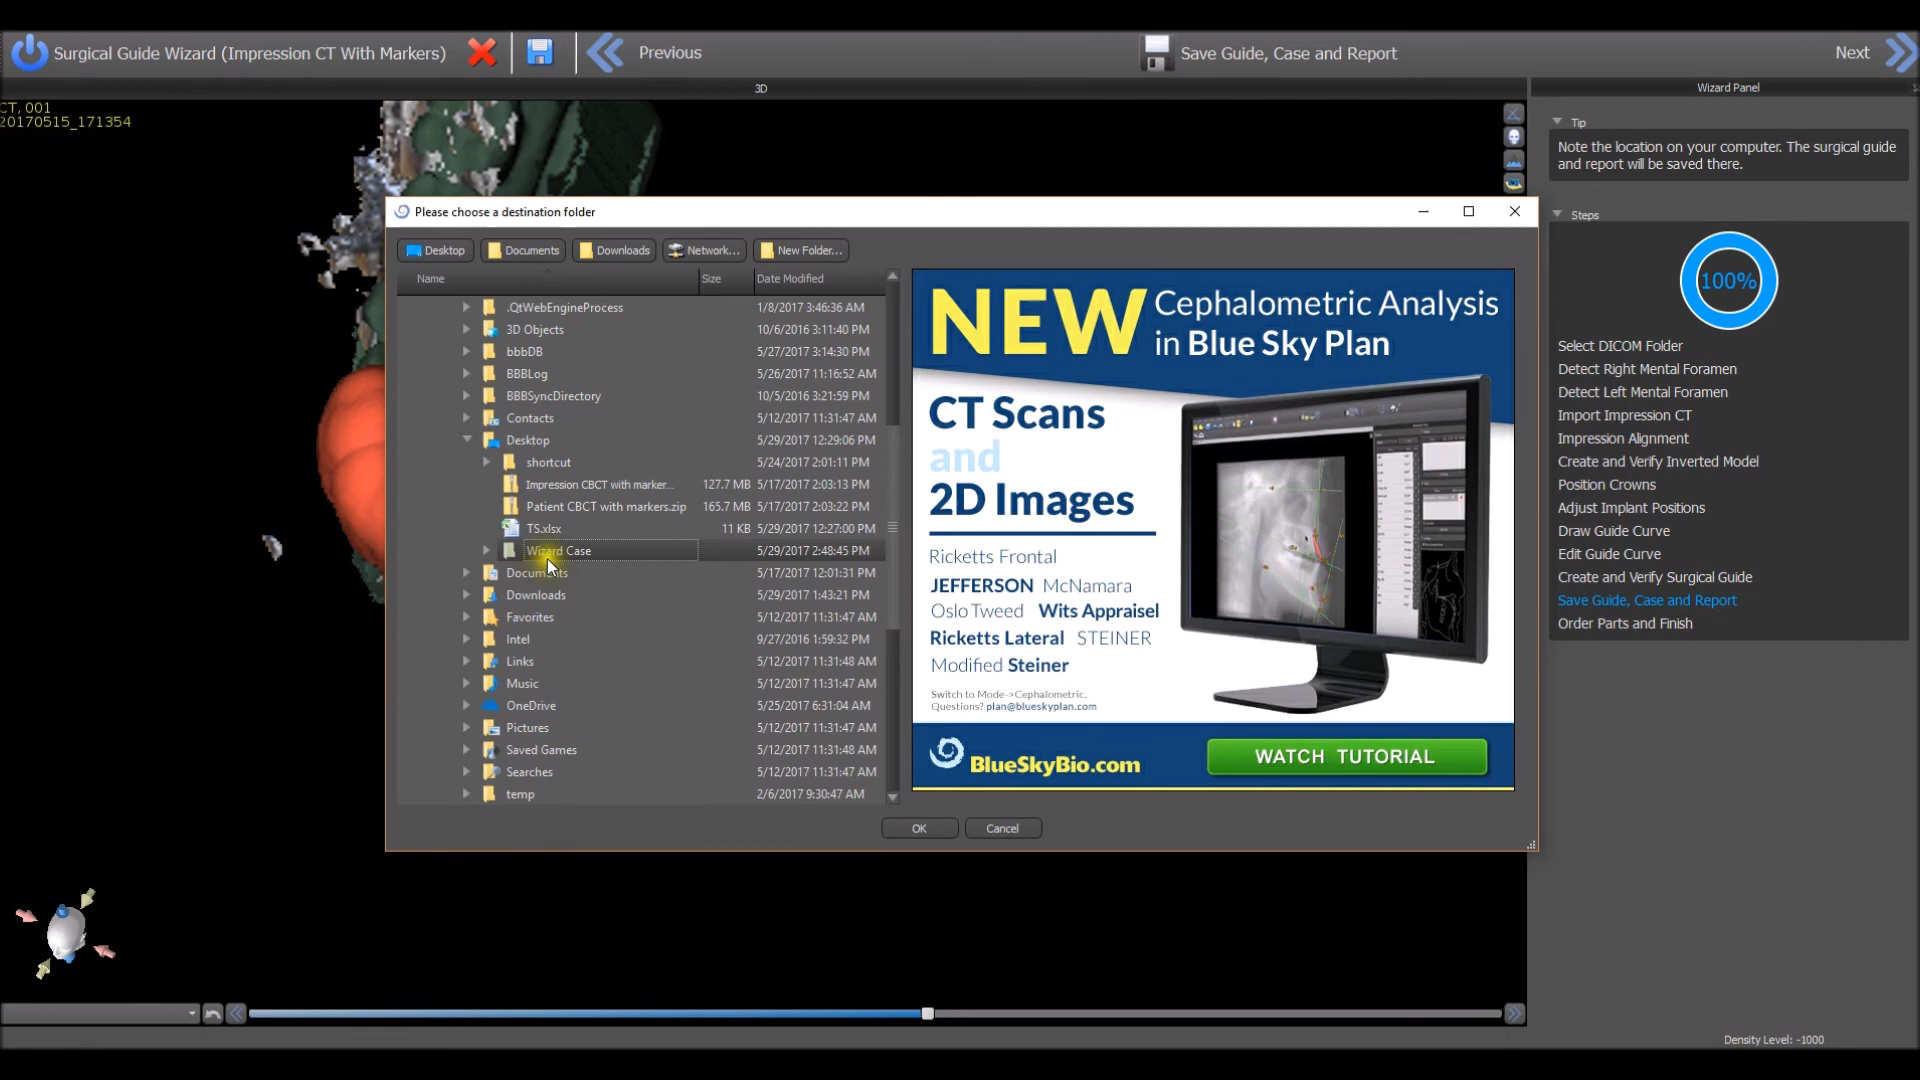 Surgical Guide Wizard (Impression CT With Markers)
Previous
Save Guide, Case and Report
Next
3D
Wizard Panel
CT, 001
20170515_171354
Tip
Note the location on your computer. The surgical guide
and report will be saved there.
Steps
100%
Select DICOM Folder
Detect Right Mental Foramen
Detect Left Mental Foramen
Import Impression CT
Impression Alignment
Create and Verify Inverted Model
Position Crowns
Adjust Implant Positions
Draw Guide Curve
Edit Guide Curve
Create and Verify Surgical Guide
Save Guide, Case and Report
Order Parts and Finish
Please choose a destination folder
Desktop
Documents
Downloads
Network...
New Folder...
Name Size Date Modified
.QtWebEngineProcess 1/8/2017 3:46:36 AM
3D Objects 10/6/2016 3:11:40 PM
bbbDB 5/27/2017 3:14:30 PM
BBBLog 5/26/2017 11:16:52 AM
BBBSyncDirectory 10/5/2016 3:21:59 PM
Contacts 5/12/2017 11:31:47 AM
Desktop 5/29/2017 12:29:06 PM
shortcut 5/24/2017 2:01:11 PM
Impression CBCT with marker... 127.7 MB 5/17/2017 2:03:13 PM
Patient CBCT with markers.zip 165.7 MB 5/17/2017 2:03:22 PM
TS.xlsx 11 KB 5/29/2017 12:27:00 PM
Wizard Case 5/29/2017 2:48:45 PM
Documents 5/17/2017 12:01:31 PM
Downloads 5/29/2017 1:43:21 PM
Favorites 5/12/2017 11:31:47 AM
Intel 9/27/2016 1:59:32 PM
Links 5/12/2017 11:31:48 AM
Music 5/12/2017 11:31:47 AM
OneDrive 5/25/2017 6:31:04 AM
Pictures 5/12/2017 11:31:47 AM
Saved Games 5/12/2017 11:31:48 AM
Searches 5/12/2017 11:31:47 AM
temp 2/6/2017 9:30:47 AM
NEW Cephalometric Analysis
in Blue Sky Plan
CT Scans
and
2D Images
Ricketts Frontal
JEFFERSON McNamara
Oslo Tweed Wits Appraisel
Ricketts Lateral STEINER
Modified Steiner
Switch to Mode->Cephalometric.
Questions? plan@blueskyplan.com
BlueSkyBio.com
WATCH TUTORIAL
OK
Cancel
Density Level: -1000